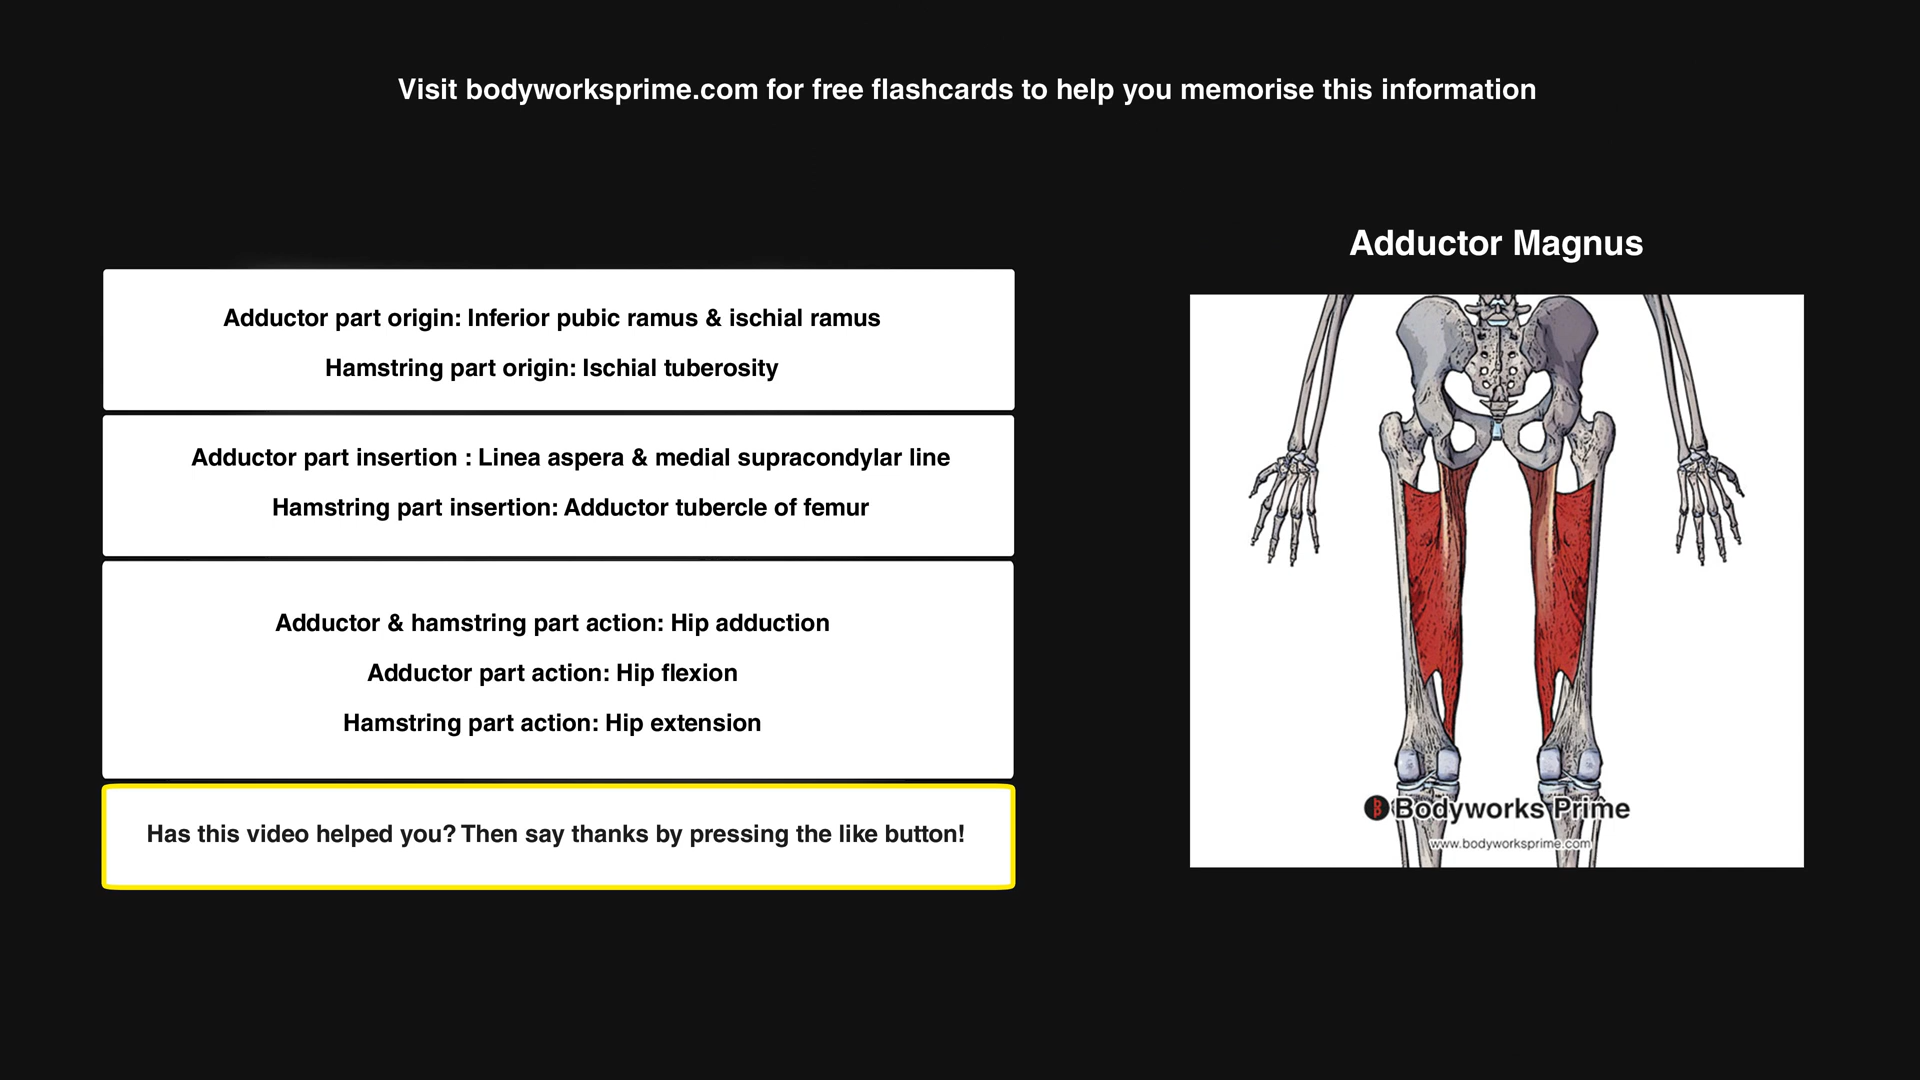 Visit bodyworksprime.com for free flashcards to help you memorise this information
Adductor Magnus
Adductor part origin: Inferior pubic ramus & ischial ramus
Hamstring part origin: Ischial tuberosity
Adductor part insertion : Linea aspera & medial supracondylar line
Hamstring part insertion: Adductor tubercle of femur
Adductor & hamstring part action: Hip adduction
Adductor part action: Hip flexion
Hamstring part action: Hip extension
Has this video helped you? Then say thanks by pressing the like button!
Bodyworks Prime
www.bodyworksprime.com